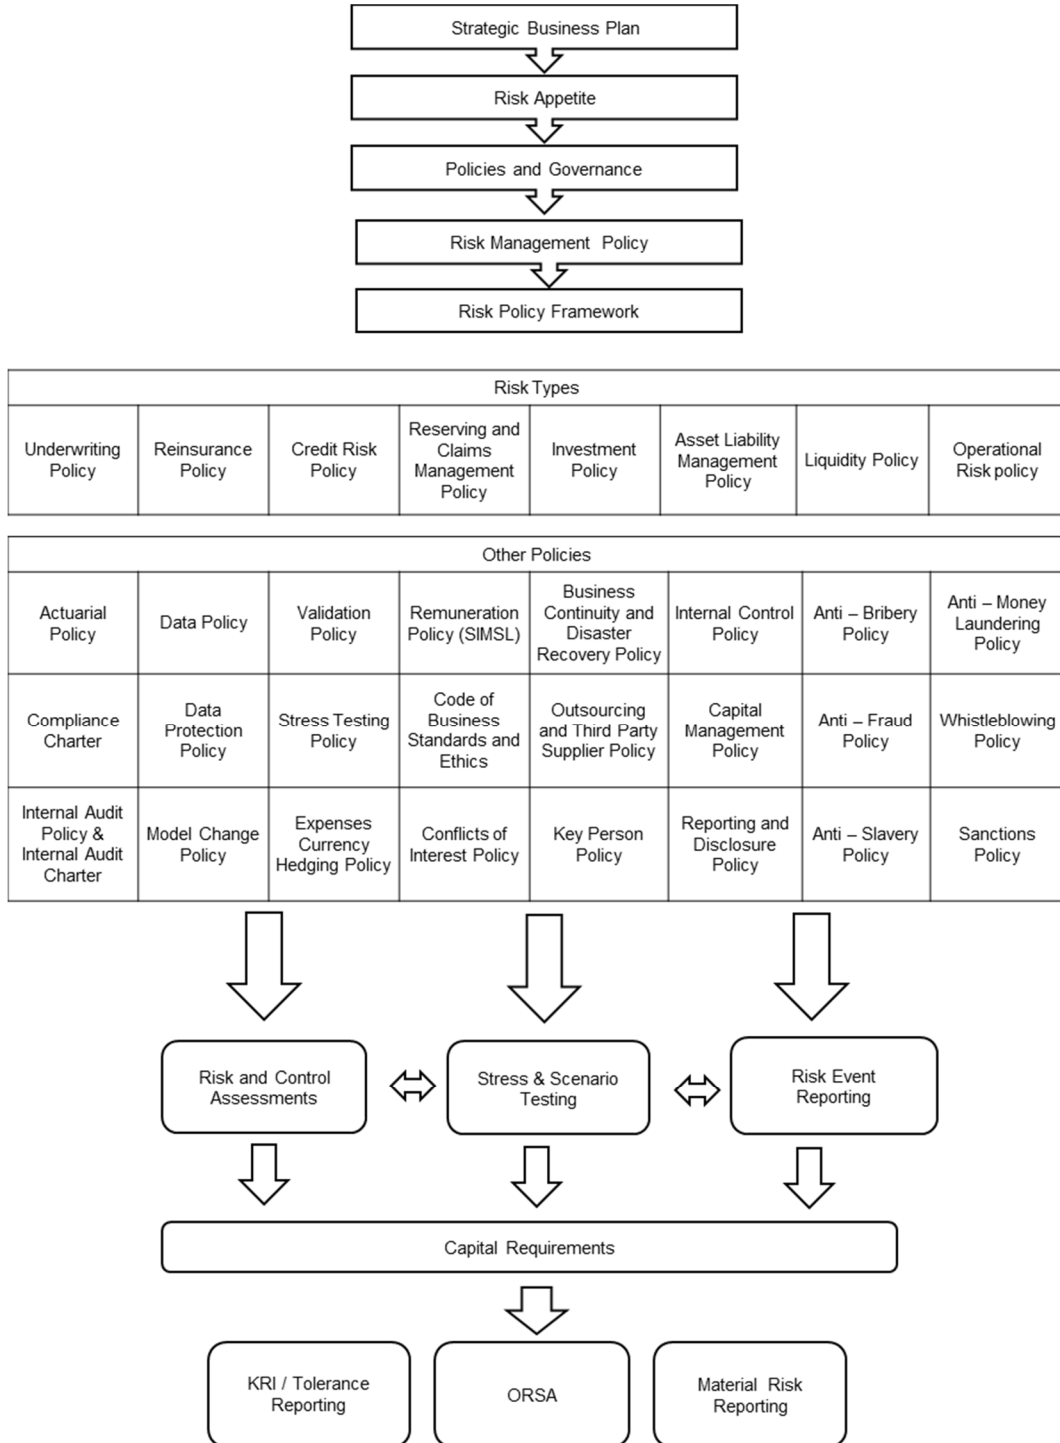 Strategic Business Plan
Risk Appetite
Policies and Governance
Risk Management Policy
Risk Policy Framework
Risk Types
Underwriting
Policy
Reinsurance
Policy
Credit Risk
Policy
Reserving and
Claims
Management
Policy
Investment
Policy
Asset Liability
Management
Policy
Liquidity Policy
Operational
Risk policy
Other Policies
Actuarial
Policy
Data Policy
Validation
Policy
Remuneration
Policy (SIMSL)
Business
Continuity and
Disaster
Recovery Policy
Internal Control
Policy
Anti – Bribery
Policy
Anti – Money
Laundering
Policy
Compliance
Charter
Data
Protection
Policy
Stress Testing
Policy
Code of
Business
Standards and
Ethics
Outsourcing
and Third Party
Supplier Policy
Capital
Management
Policy
Anti – Fraud
Policy
Whistleblowing
Policy
Internal Audit
Policy &
Internal Audit
Charter
Model Change
Policy
Expenses
Currency
Hedging Policy
Conflicts of
Interest Policy
Key Person
Policy
Reporting and
Disclosure
Policy
Anti – Slavery
Policy
Sanctions
Policy
Risk and Control
Assessments
Stress & Scenario
Testing
Risk Event
Reporting
Capital Requirements
KRI / Tolerance
Reporting
ORSA
Material Risk
Reporting